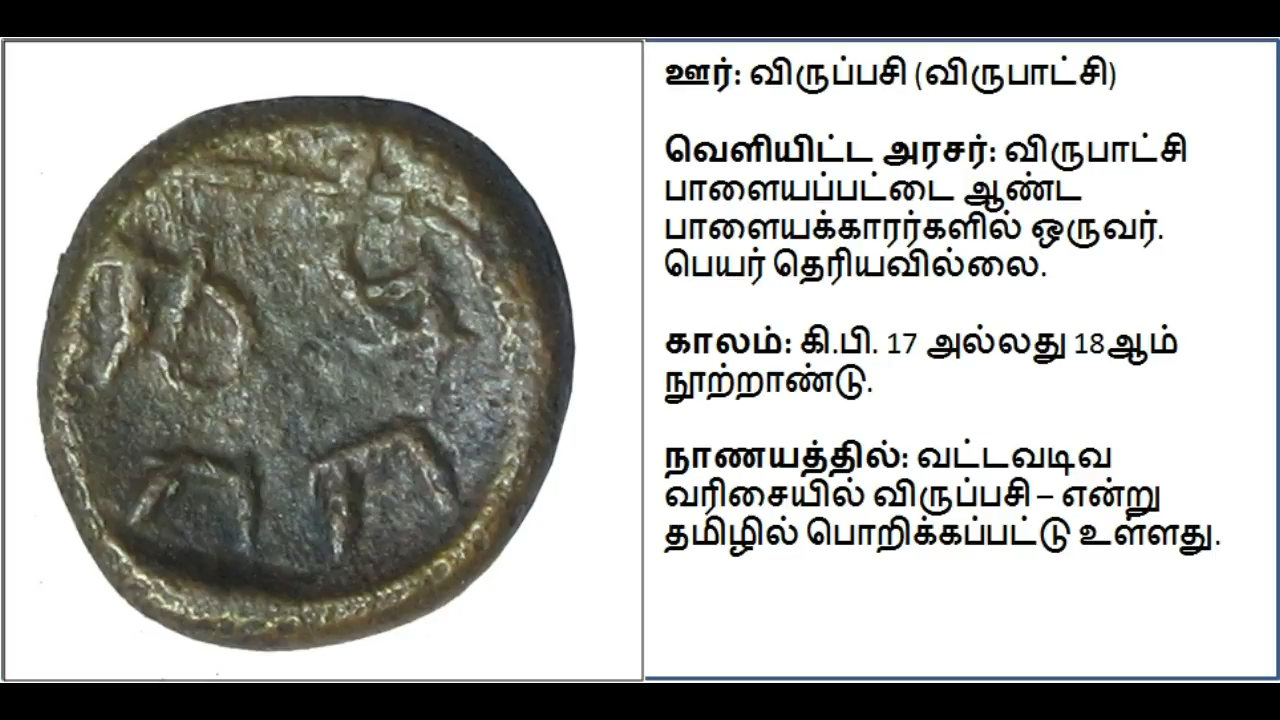 ஊர்: விருப்பசி (விருபாட்சி)
வெளியிட்ட அரசர்: விருபாட்சி
பாளையப்பட்டை ஆண்ட
பாளையக்காரர்களில் ஒருவர்.
பெயர் தெரியவில்லை.
காலம்: கி.பி. 17 அல்லது 18ஆம்
நூற்றாண்டு.
நாணயத்தில்: வட்டவடிவ
வரிசையில் விருப்பசி – என்று
தமிழில் பொறிக்கப்பட்டு உள்ளது.